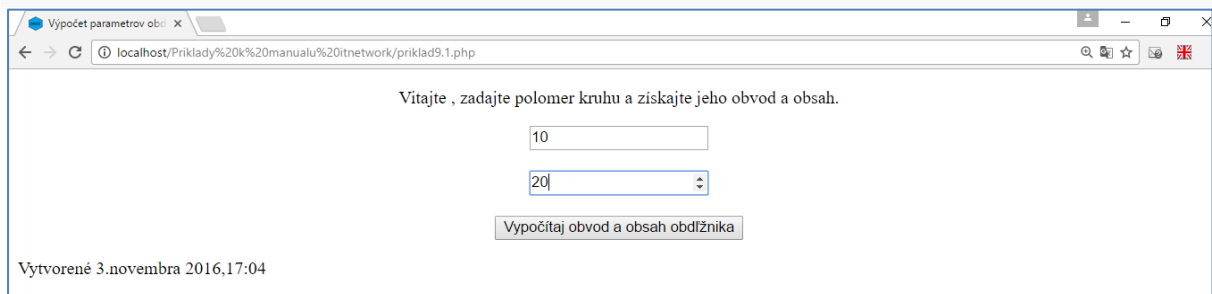 Výpočet parametrov obd
localhost/Priklady%20k%20manualu%20itnetwork/priklad9.1.php
Vitajte , zadajte polomer kruhu a získajte jeho obvod a obsah.
10
20
Vypočítaj obvod a obsah obdľžnika
Vytvorené 3.novembra 2016,17:04